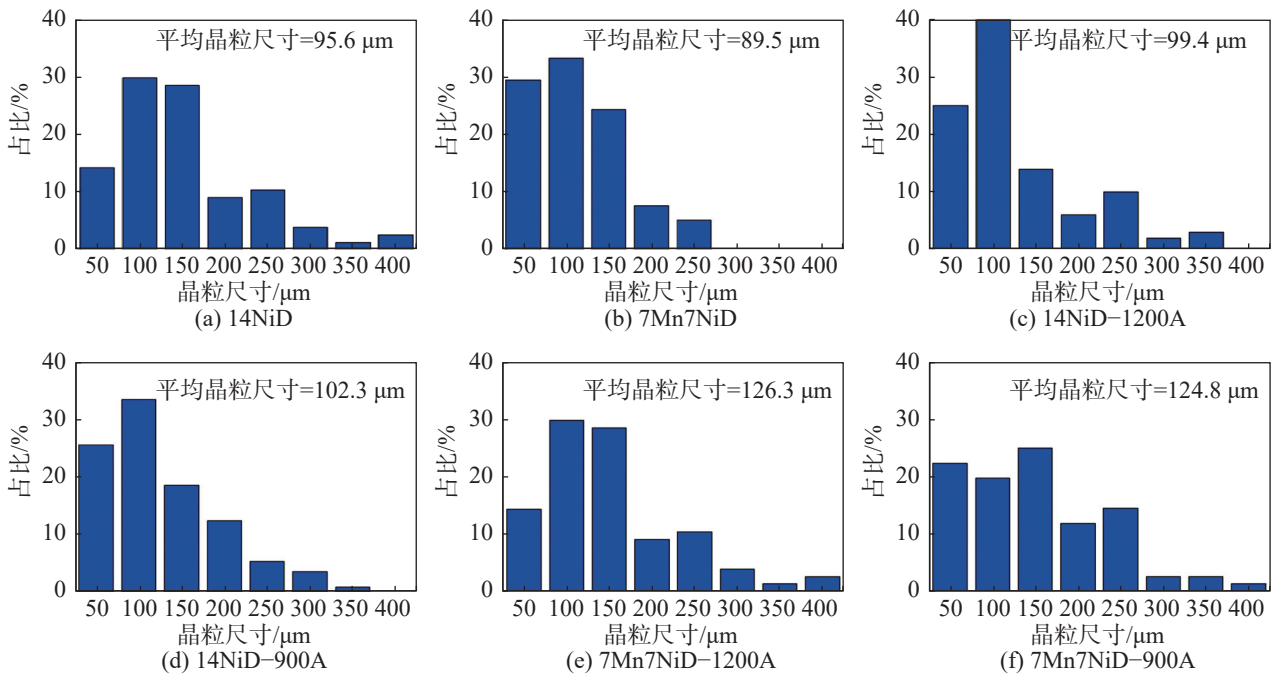 40
30
20
10
0
占比/%
平均晶粒尺寸=95.6 μm
50 100 150 200 250 300 350 400
晶粒尺寸/μm
(a) 14NiD
40
30
20
10
0
占比/%
平均晶粒尺寸=89.5 μm
50 100 150 200 250 300 350 400
晶粒尺寸/μm
(b) 7Mn7NiD
40
30
20
10
0
占比/%
平均晶粒尺寸=99.4 μm
50 100 150 200 250 300 350 400
晶粒尺寸/μm
(c) 14NiD−1200A
40
30
20
10
0
占比/%
平均晶粒尺寸=102.3 μm
50 100 150 200 250 300 350 400
晶粒尺寸/μm
(d) 14NiD−900A
40
30
20
10
0
占比/%
平均晶粒尺寸=126.3 μm
50 100 150 200 250 300 350 400
晶粒尺寸/μm
(e) 7Mn7NiD−1200A
40
30
20
10
0
占比/%
平均晶粒尺寸=124.8 μm
50 100 150 200 250 300 350 400
晶粒尺寸/μm
(f) 7Mn7NiD−900A